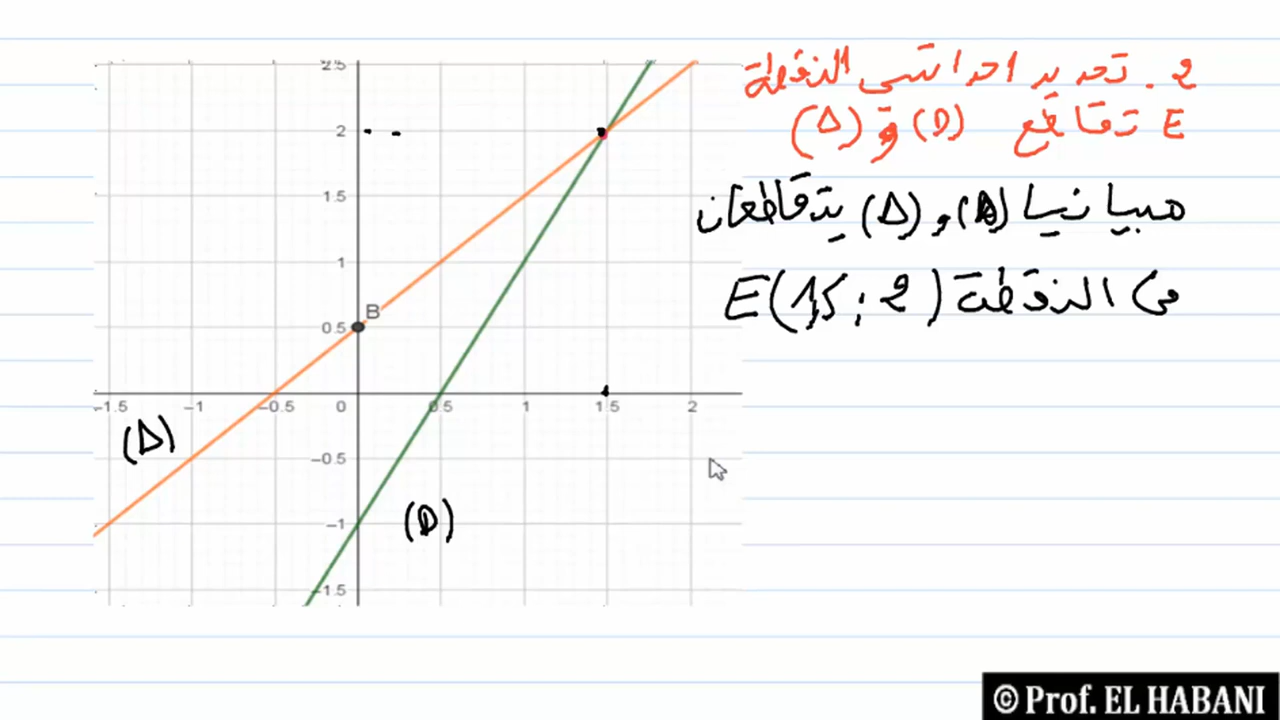 2. تحديد احداثيتي النقطة
E تقاطع (D) و (Δ)
مبيانيا (D) و (Δ) يتقاطعان
في النقطة E(1,5 ; 2)
2.5
2
1.5
1
B
0.5
-1.5 -1 -0.5 0 0.5 1 1.5 2
(Δ)
-0.5
(D)
-1
-1.5
© Prof. EL HABANI